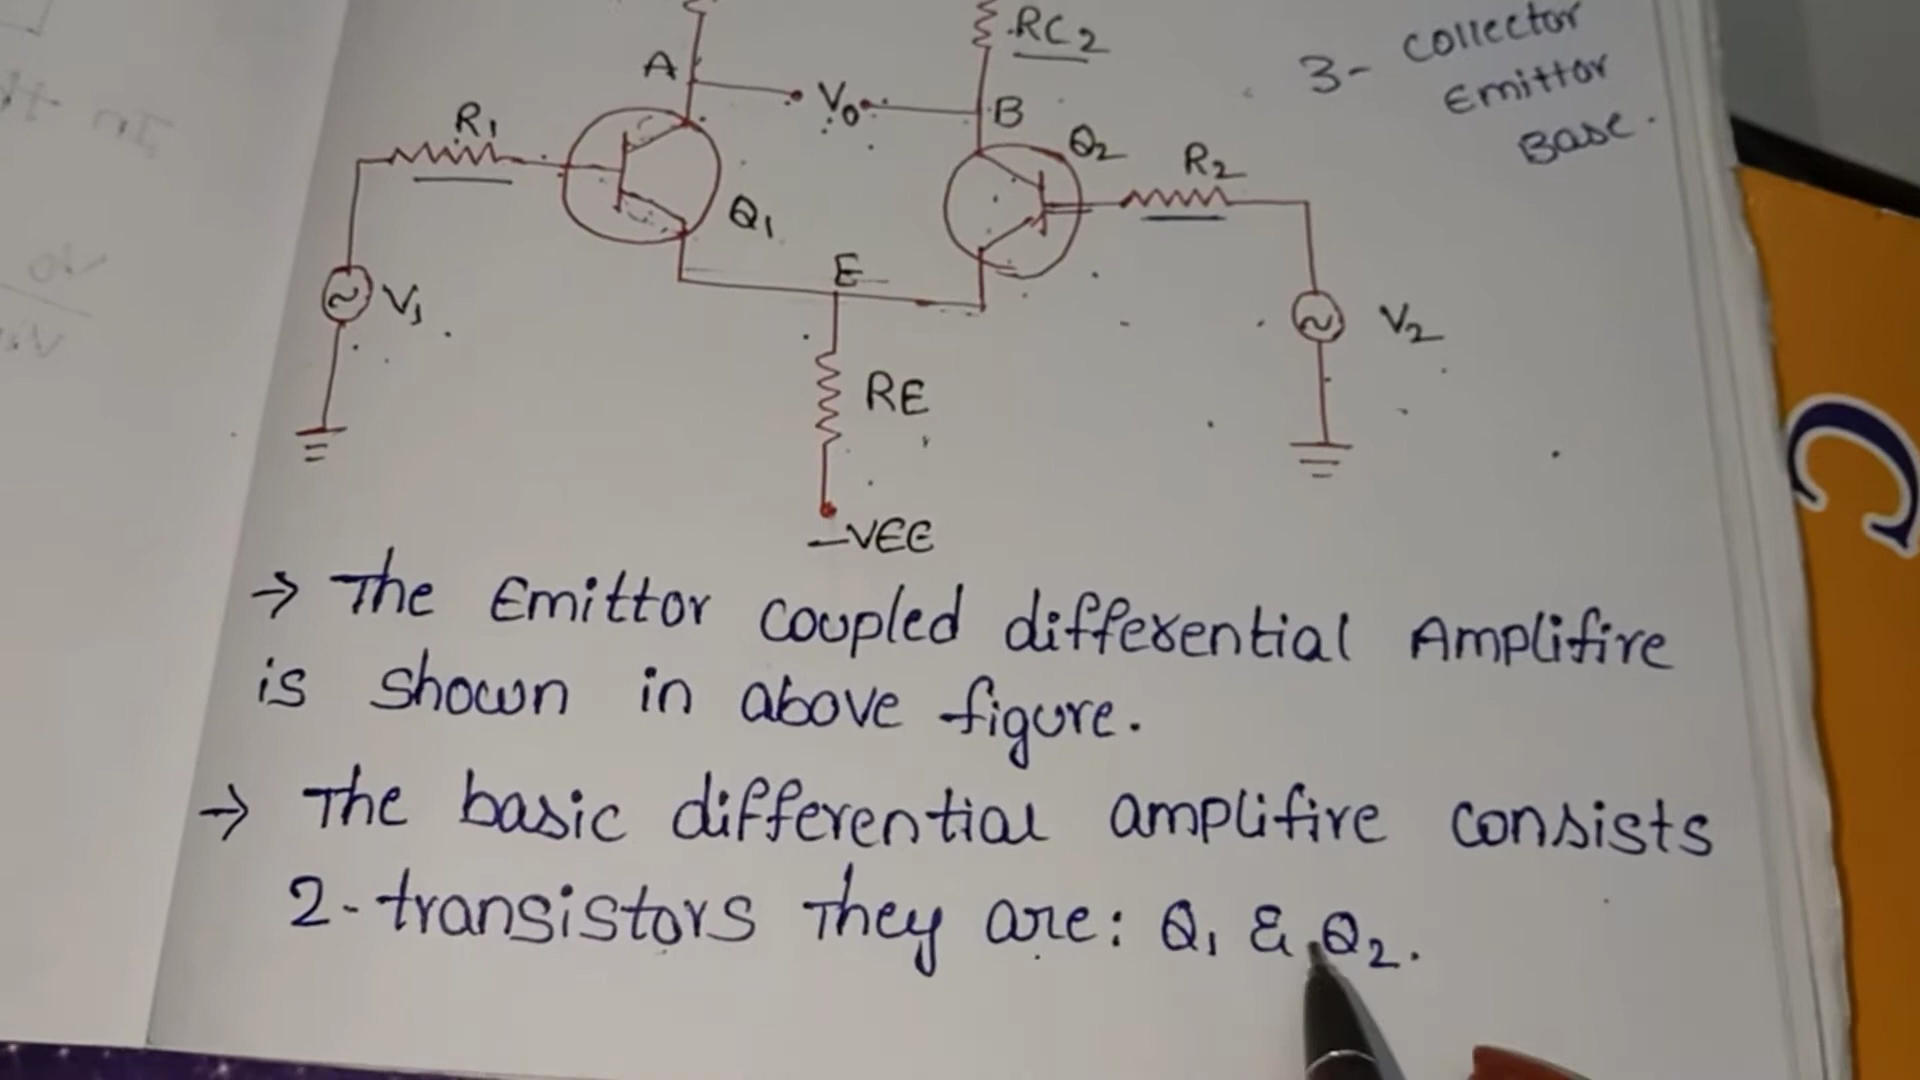 RC2
3- Collector
Emittor
Base.
A
Vo
B
R1
Q1
Q2
R2
E
V1
V2
RE
-VEE
→ The Emittor coupled differential Amplifire
is shown in above figure.
→ The basic differential amplifire consists
2-transistors They are: Q1 & Q2.
C